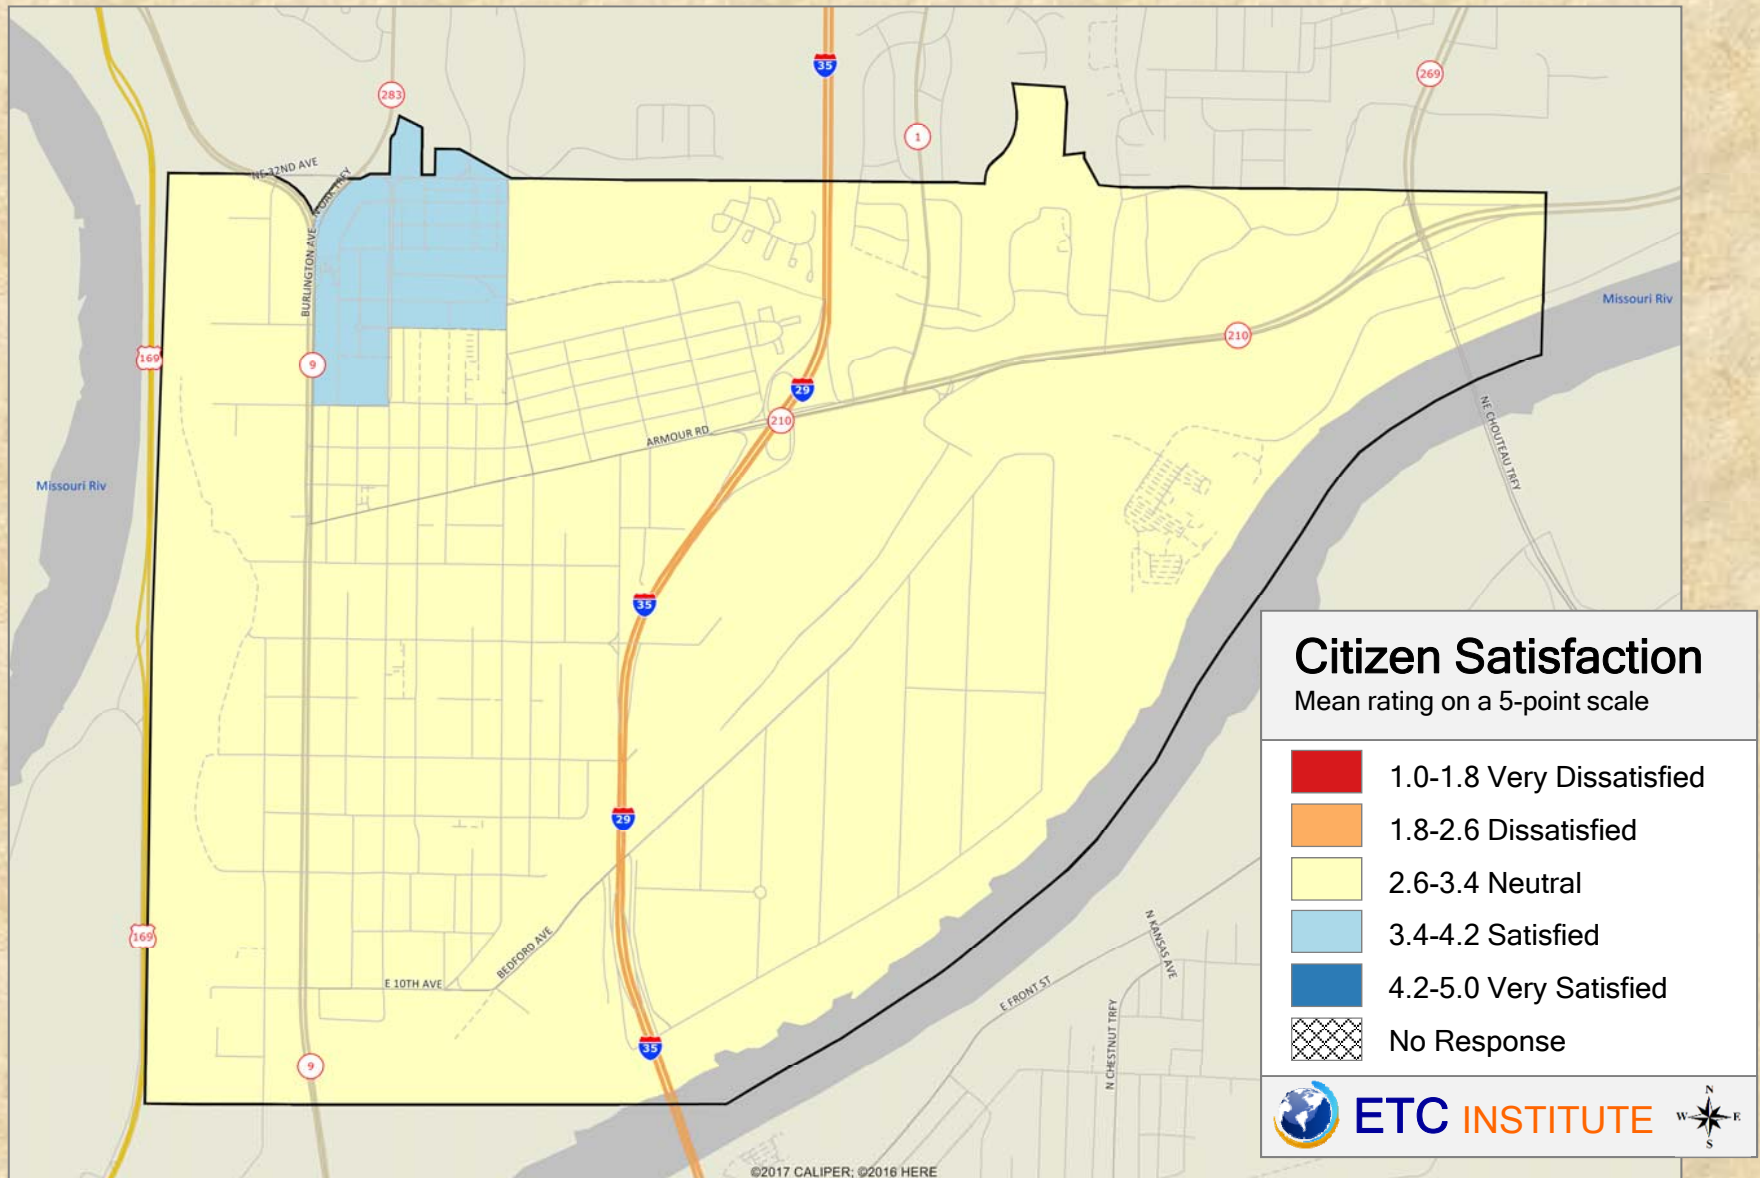 35
283
269
1
NE 32ND AVE
N OAK TRFY
BURLINGTON AVE
Missouri Riv
210
169
9
29
210
ARMOUR RD
NE CHOUTEAU TRFY
Missouri Riv
35
Citizen Satisfaction
Mean rating on a 5-point scale
1.0-1.8 Very Dissatisfied
1.8-2.6 Dissatisfied
29
2.6-3.4 Neutral
3.4-4.2 Satisfied
169
BEDFORD AVE
N KANSAS AVE
E 10TH AVE
E FRONT ST
4.2-5.0 Very Satisfied
N CHESTNUT TRFY
35
No Response
9
ETC INSTITUTE
N
W
E
S
©2017 CALIPER; ©2016 HERE